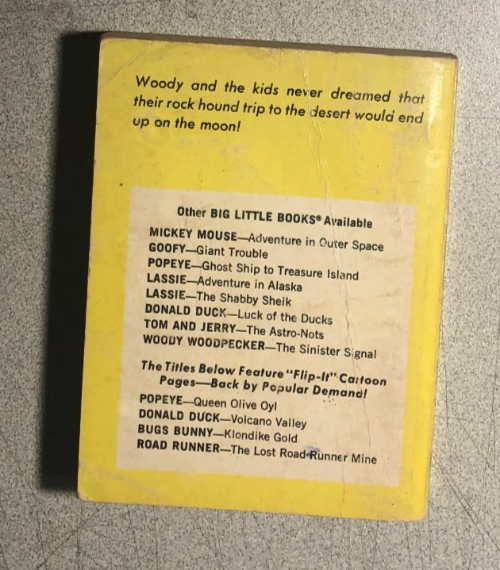 Woody and the kids never dreamed that
their rock hound trip to the desert would end
up on the moon!
Other BIG LITTLE BOOKS® Available
MICKEY MOUSE—Adventure in Outer Space
GOOFY—Giant Trouble
POPEYE—Ghost Ship to Treasure Island
LASSIE—Adventure in Alaska
LASSIE—The Shabby Sheik
DONALD DUCK—Luck of the Ducks
TOM AND JERRY—The Astro-Nots
WOODY WOODPECKER—The Sinister Signal
The Titles Below Feature "Flip-It" Cartoon
Pages—Back by Popular Demand!
POPEYE—Queen Olive Oyl
DONALD DUCK—Volcano Valley
BUGS BUNNY—Klondike Gold
ROAD RUNNER—The Lost Road Runner Mine